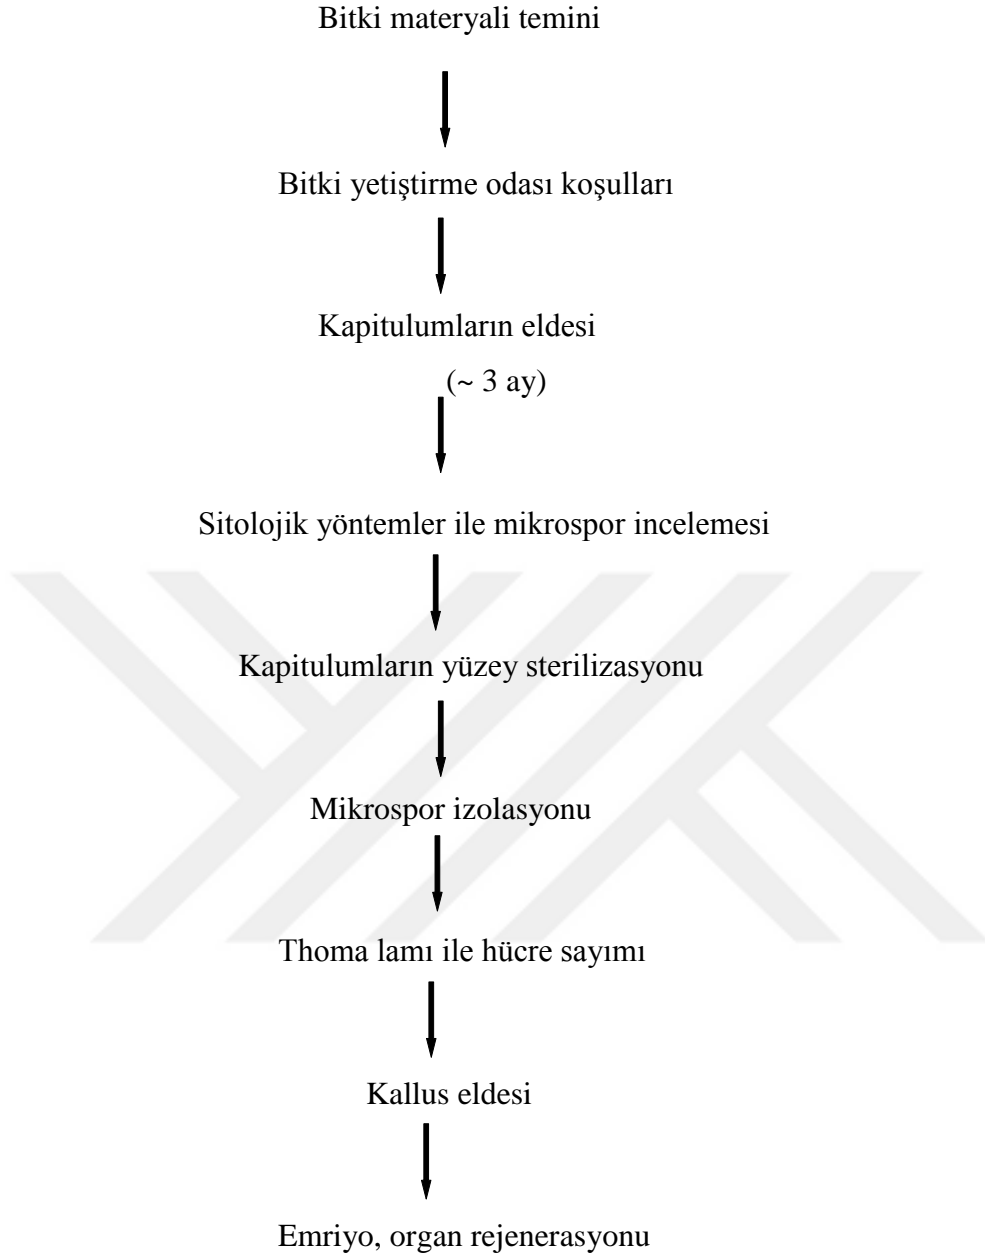 Bitki materyali temini
Bitki yetiştirme odası koşulları
Kapitulumların eldesi
(~ 3 ay)
Sitolojik yöntemler ile mikrospor incelemesi
Kapitulumların yüzey sterilizasyonu
Mikrospor izolasyonu
Thoma lamı ile hücre sayımı
Kallus eldesi
Emriyo, organ rejenerasyonu